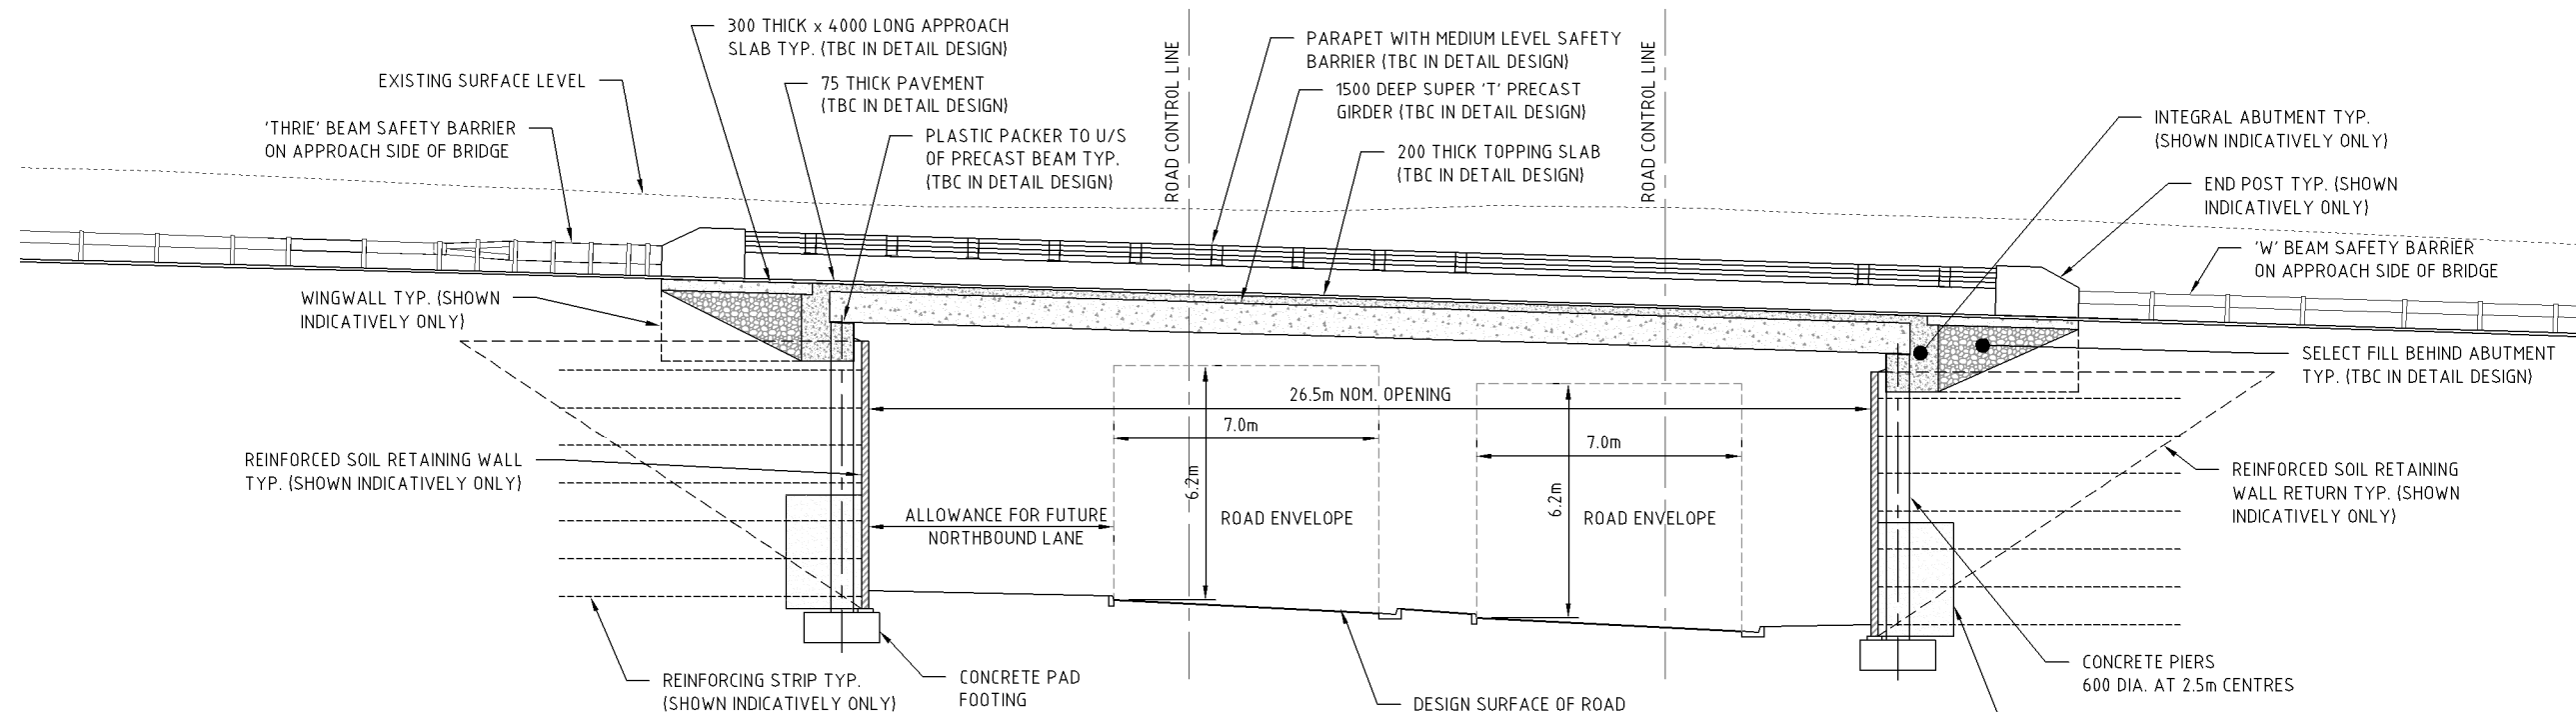 300 THICK x 4000 LONG APPROACH
SLAB TYP. (TBC IN DETAIL DESIGN)
EXISTING SURFACE LEVEL
75 THICK PAVEMENT
(TBC IN DETAIL DESIGN)
'THRIE' BEAM SAFETY BARRIER
ON APPROACH SIDE OF BRIDGE
PLASTIC PACKER TO U/S
OF PRECAST BEAM TYP.
(TBC IN DETAIL DESIGN)
ROAD CONTROL LINE
PARAPET WITH MEDIUM LEVEL SAFETY
BARRIER (TBC IN DETAIL DESIGN)
1500 DEEP SUPER 'T' PRECAST
GIRDER (TBC IN DETAIL DESIGN)
200 THICK TOPPING SLAB
(TBC IN DETAIL DESIGN)
ROAD CONTROL LINE
INTEGRAL ABUTMENT TYP.
(SHOWN INDICATIVELY ONLY)
END POST TYP. (SHOWN
INDICATIVELY ONLY)
'W' BEAM SAFETY BARRIER
ON APPROACH SIDE OF BRIDGE
WINGWALL TYP. (SHOWN
INDICATIVELY ONLY)
SELECT FILL BEHIND ABUTMENT
TYP. (TBC IN DETAIL DESIGN)
26.5m NOM. OPENING
7.0m
7.0m
6.2m
6.2m
REINFORCED SOIL RETAINING WALL
TYP. (SHOWN INDICATIVELY ONLY)
ALLOWANCE FOR FUTURE
NORTHBOUND LANE
ROAD ENVELOPE
ROAD ENVELOPE
REINFORCED SOIL RETAINING
WALL RETURN TYP. (SHOWN
INDICATIVELY ONLY)
REINFORCING STRIP TYP.
(SHOWN INDICATIVELY ONLY)
CONCRETE PAD
FOOTING
DESIGN SURFACE OF ROAD
CONCRETE PIERS
600 DIA. AT 2.5m CENTRES